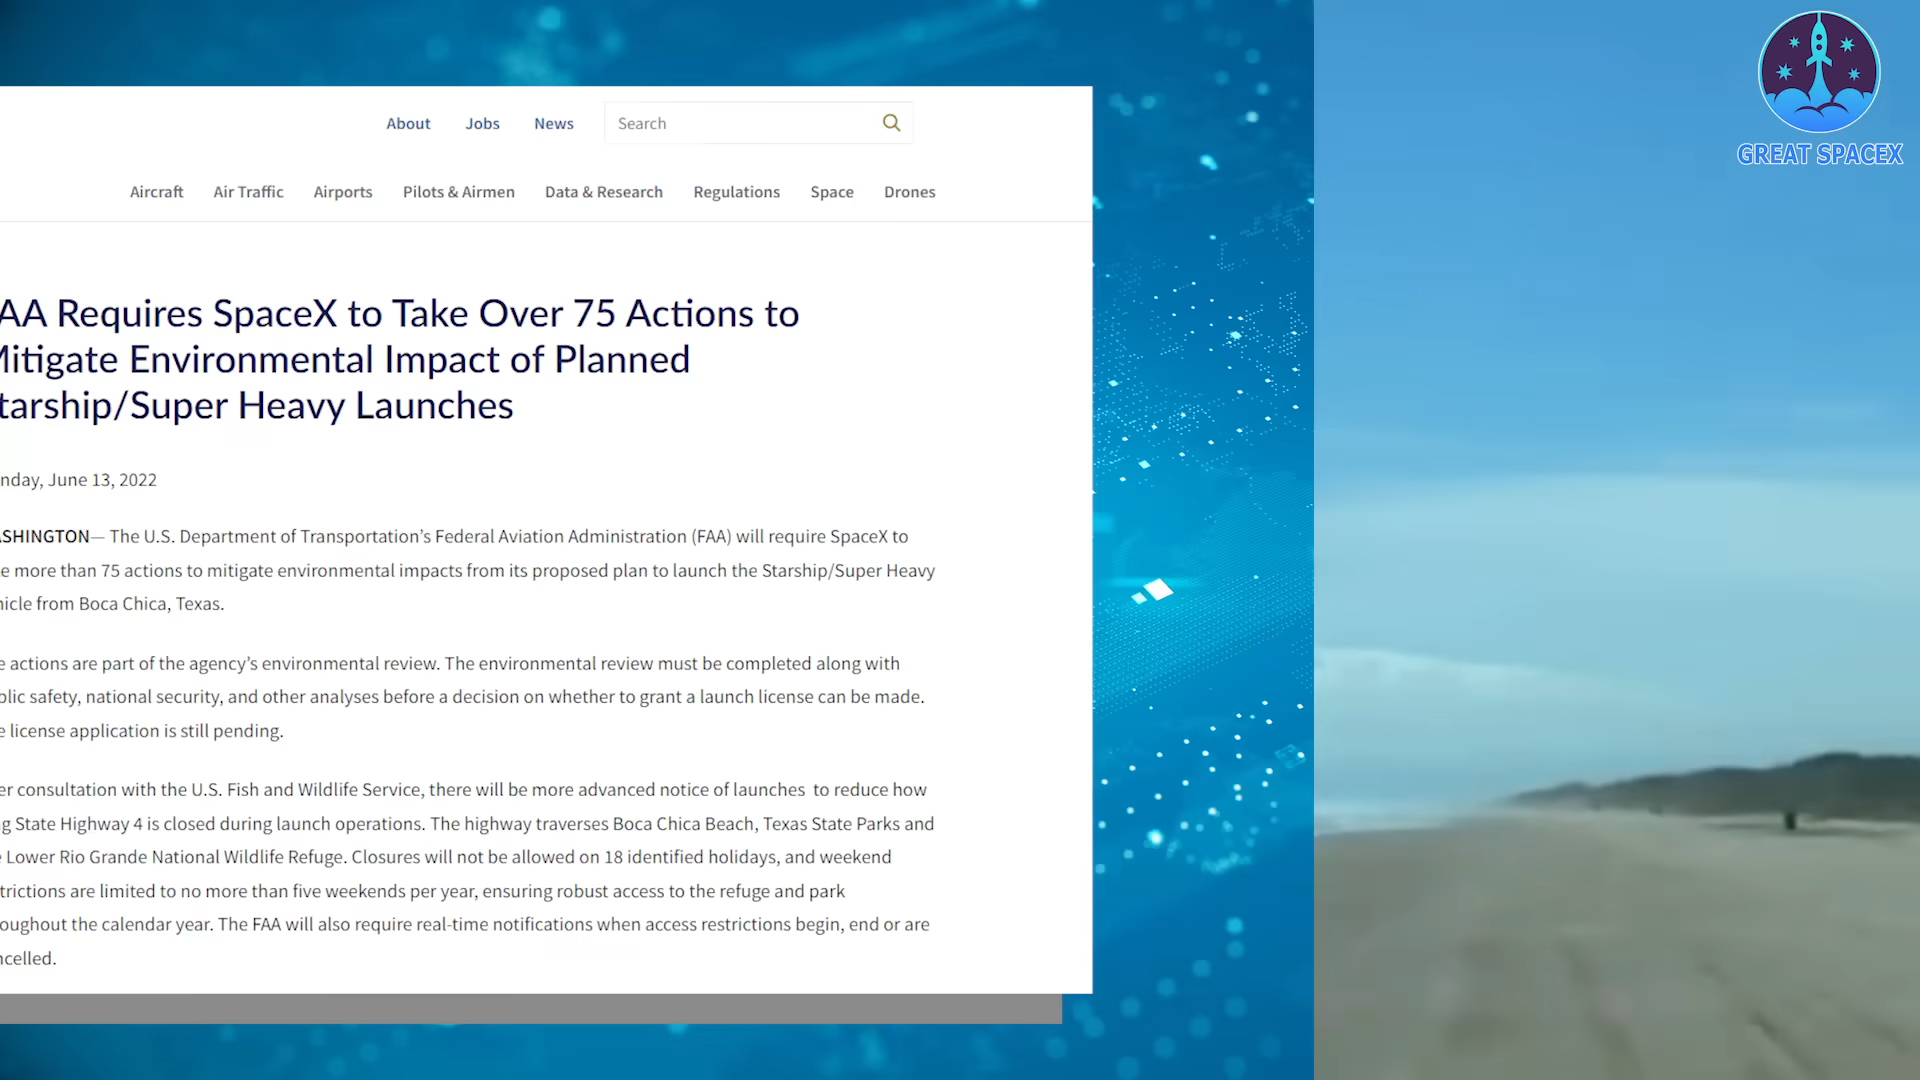 About Jobs News Search
GREAT SPACEX
Aircraft Air Traffic Airports Pilots & Airmen Data & Research Regulations Space Drones
AA Requires SpaceX to Take Over 75 Actions to
Mitigate Environmental Impact of Planned
tarship/Super Heavy Launches
nday, June 13, 2022
ASHINGTON— The U.S. Department of Transportation’s Federal Aviation Administration (FAA) will require SpaceX to
e more than 75 actions to mitigate environmental impacts from its proposed plan to launch the Starship/Super Heavy
hicle from Boca Chica, Texas.
e actions are part of the agency’s environmental review. The environmental review must be completed along with
blic safety, national security, and other analyses before a decision on whether to grant a launch license can be made.
e license application is still pending.
er consultation with the U.S. Fish and Wildlife Service, there will be more advanced notice of launches to reduce how
g State Highway 4 is closed during launch operations. The highway traverses Boca Chica Beach, Texas State Parks and
e Lower Rio Grande National Wildlife Refuge. Closures will not be allowed on 18 identified holidays, and weekend
trictions are limited to no more than five weekends per year, ensuring robust access to the refuge and park
oughout the calendar year. The FAA will also require real-time notifications when access restrictions begin, end or are
ncelled.